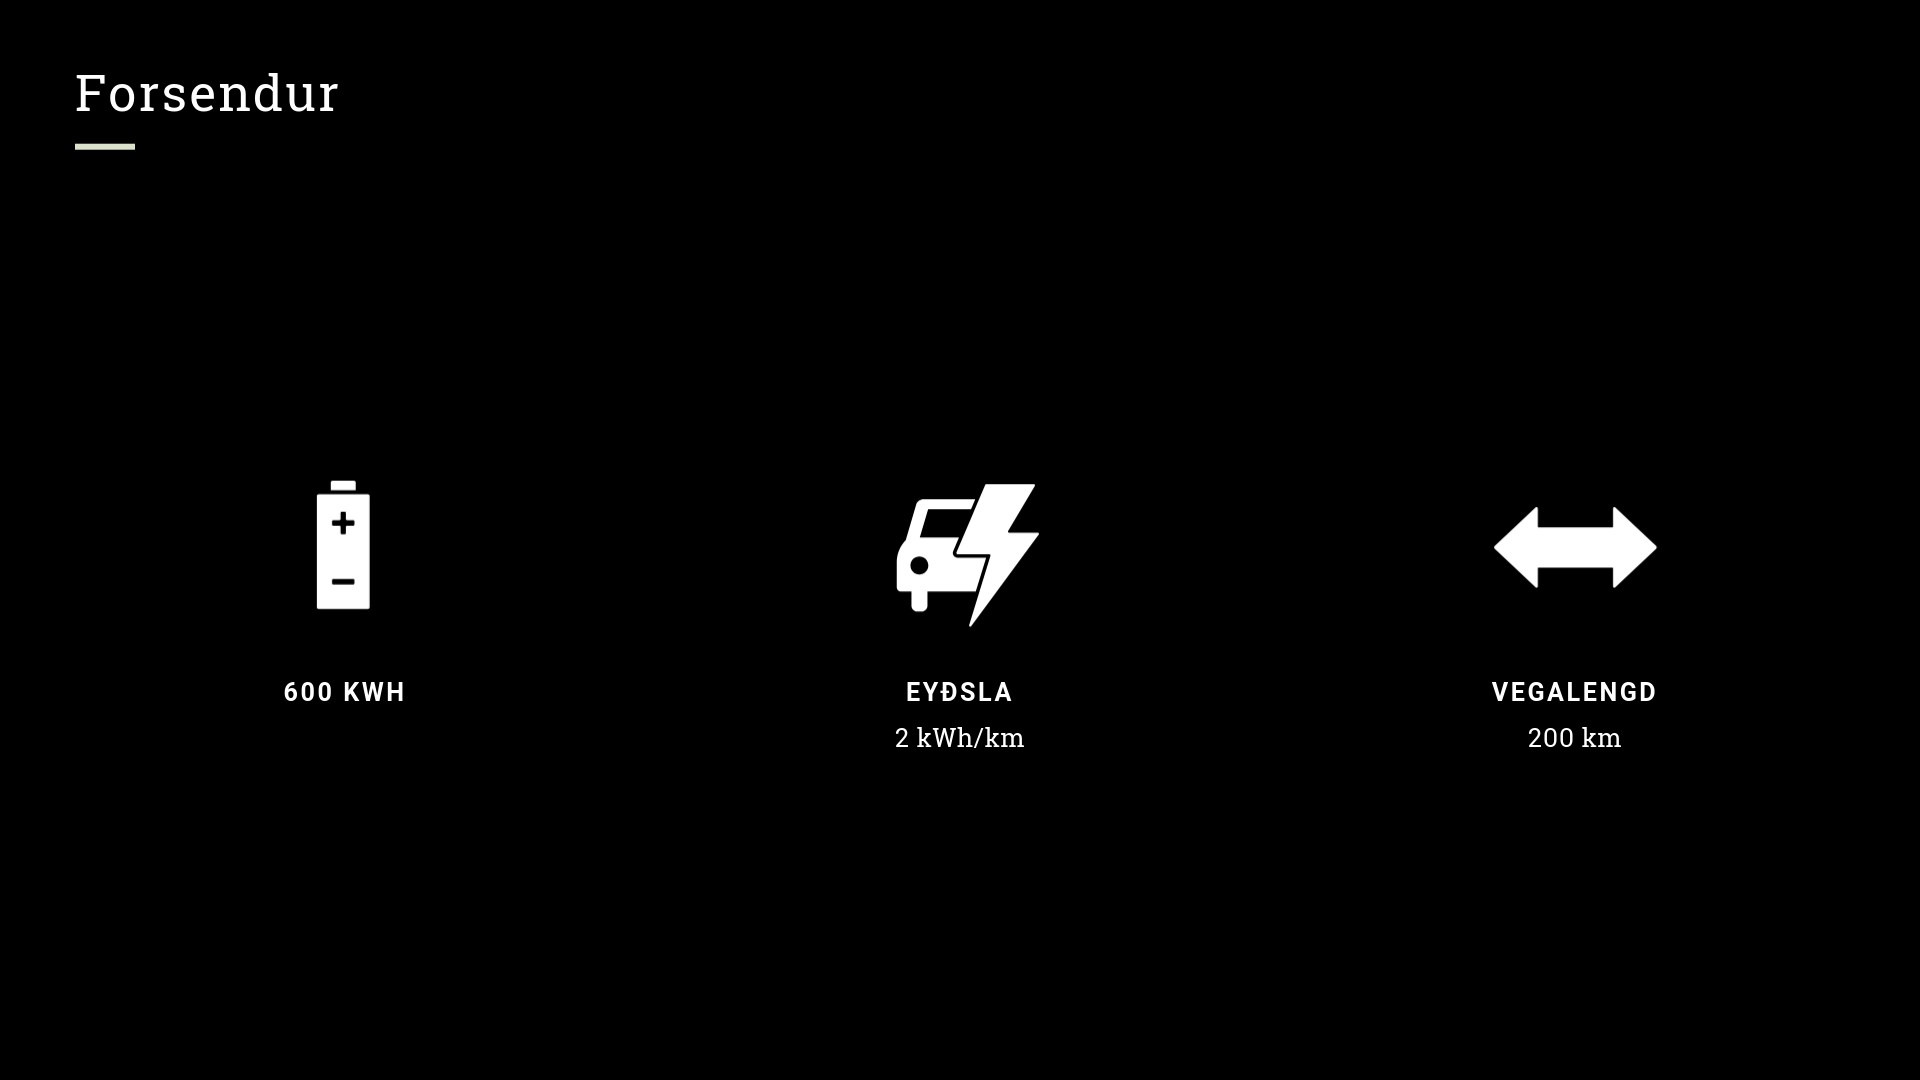 Forsendur
600 KWH
EYÐSLA
2 kWh/km
VEGALENGD
200 km